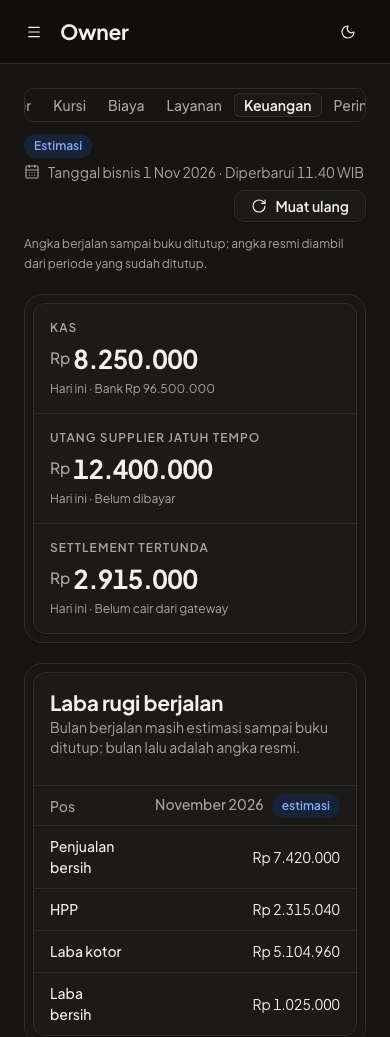 Owner
r Kursi Biaya Layanan Keuangan Perin
Estimasi
Tanggal bisnis 1 Nov 2026 · Diperbarui 11.40 WIB
Muat ulang
Angka berjalan sampai buku ditutup; angka resmi diambil
dari periode yang sudah ditutup.
KAS
Rp 8.250.000
Hari ini · Bank Rp 96.500.000
UTANG SUPPLIER JATUH TEMPO
Rp 12.400.000
Hari ini · Belum dibayar
SETTLEMENT TERTUNDA
Rp 2.915.000
Hari ini · Belum cair dari gateway
Laba rugi berjalan
Bulan berjalan masih estimasi sampai buku
ditutup; bulan lalu adalah angka resmi.
Pos November 2026 estimasi
Penjualan
bersih Rp 7.420.000
HPP Rp 2.315.040
Laba kotor Rp 5.104.960
Laba
bersih Rp 1.025.000